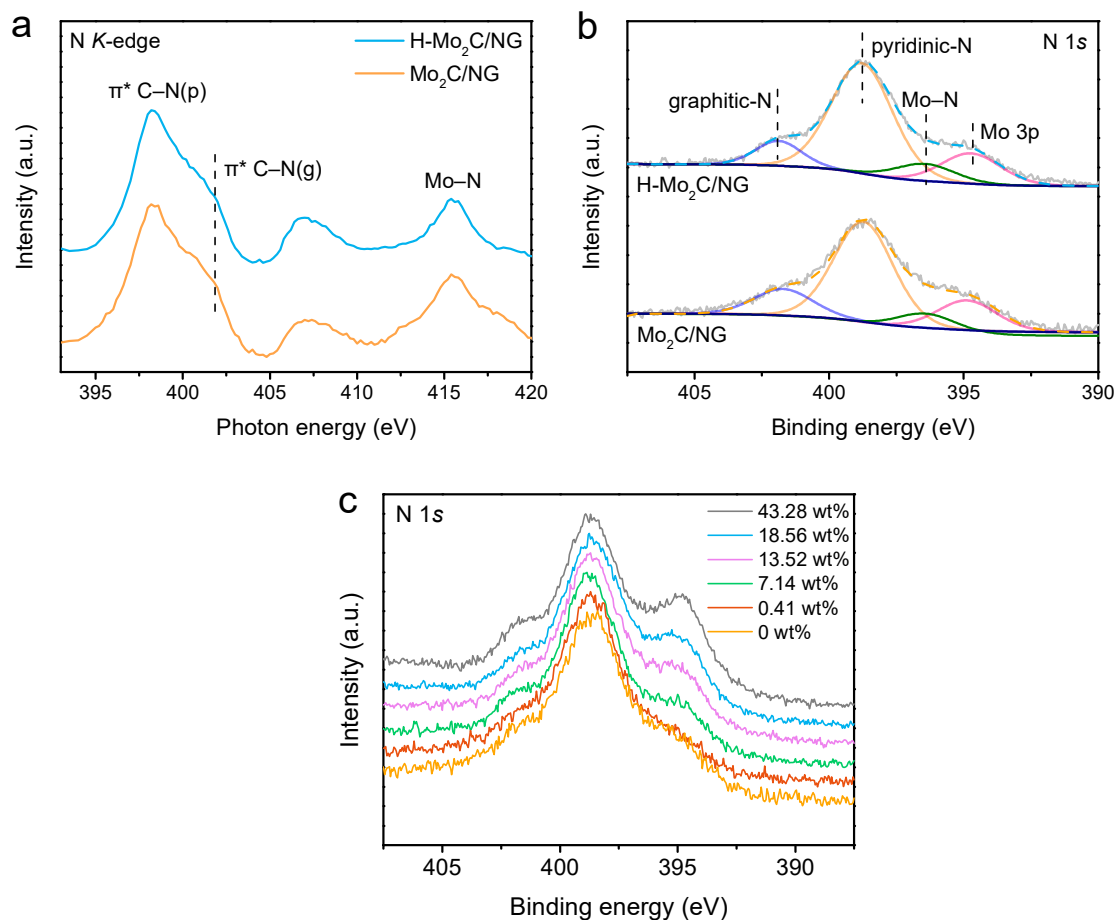 a
N K-edge
H-Mo₂C/NG
Mo₂C/NG
π* C–N(p)
π* C–N(g)
Mo–N
Intensity (a.u.)
395 400 405 410 415 420
Photon energy (eV)
b
N 1s
pyridinic-N
graphitic-N
Mo–N
Mo 3p
H-Mo₂C/NG
Mo₂C/NG
Intensity (a.u.)
405 400 395 390
Binding energy (eV)
c
N 1s
43.28 wt%
18.56 wt%
13.52 wt%
7.14 wt%
0.41 wt%
0 wt%
Intensity (a.u.)
405 400 395 390
Binding energy (eV)